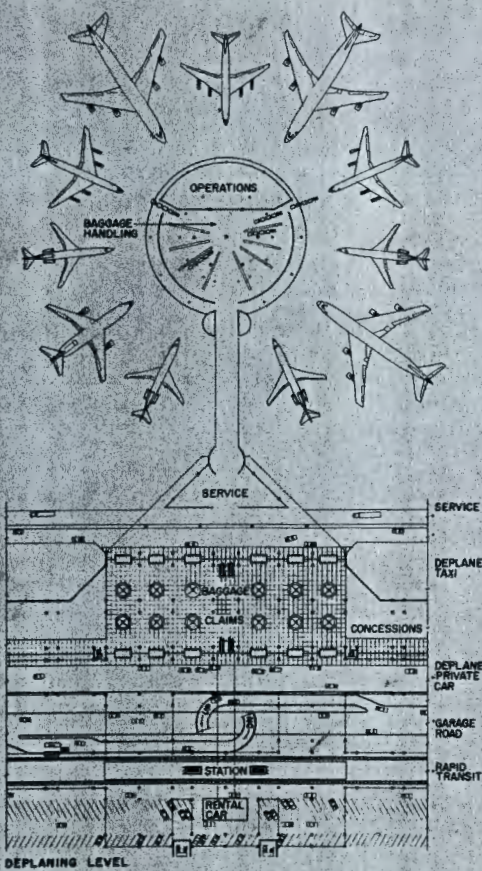 OPERATIONS
BAGGAGE
HANDLING
SERVICE
SERVICE
DEPLANE
TAXI
BAGGAGE
CLAIMS
CONCESSIONS
DEPLANE
PRIVATE
CAR
GARAGE
ROAD
STATION
RAPID
TRANSIT
RENTAL
CAR
DEPLANING LEVEL